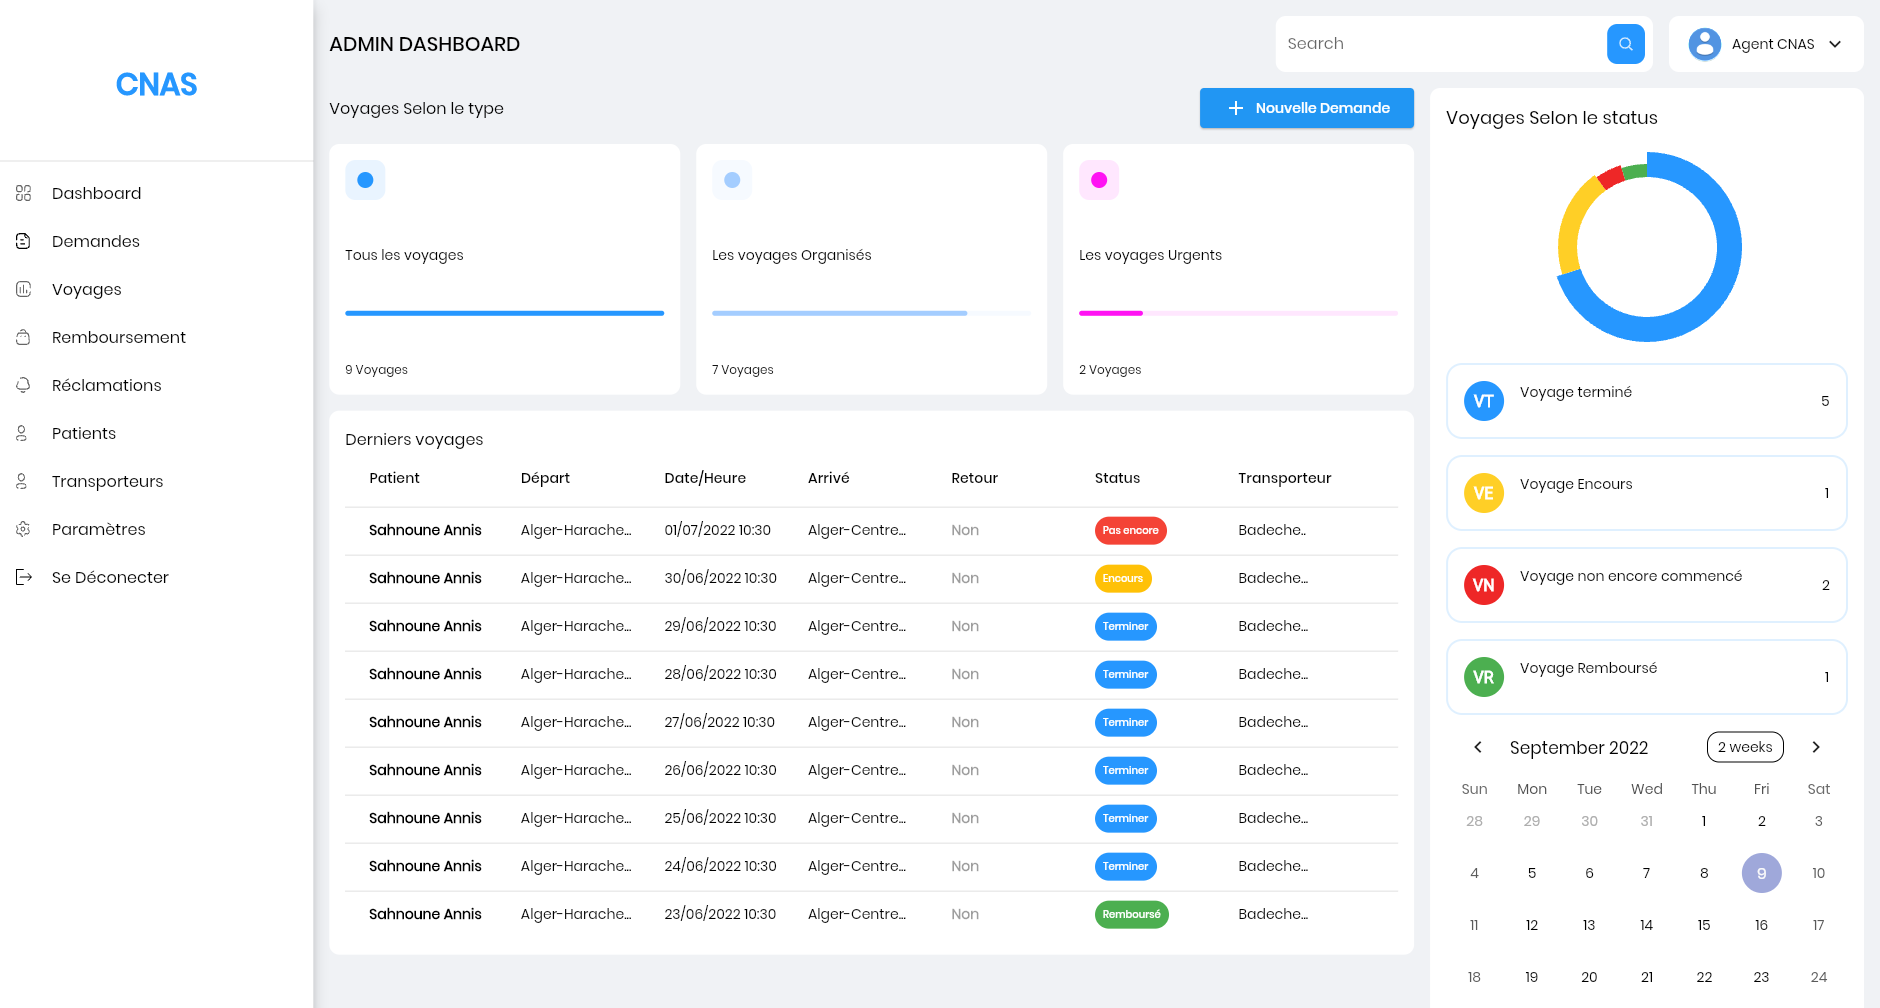 CNAS
Dashboard
Demandes
Voyages
Remboursement
Réclamations
Patients
Transporteurs
Paramètres
Se Déconecter
ADMIN DASHBOARD
Search
Agent CNAS
Voyages Selon le type
Nouvelle Demande
Tous les voyages
9 Voyages
Les voyages Organisés
7 Voyages
Les voyages Urgents
2 Voyages
Derniers voyages
Patient Départ Date/Heure Arrivé Retour Status Transporteur
Sahnoune Annis Alger-Harache... 01/07/2022 10:30 Alger-Centre... Non Pas encore Badeche..
Sahnoune Annis Alger-Harache... 30/06/2022 10:30 Alger-Centre... Non Encours Badeche...
Sahnoune Annis Alger-Harache... 29/06/2022 10:30 Alger-Centre... Non Terminer Badeche...
Sahnoune Annis Alger-Harache... 28/06/2022 10:30 Alger-Centre... Non Terminer Badeche...
Sahnoune Annis Alger-Harache... 27/06/2022 10:30 Alger-Centre... Non Terminer Badeche...
Sahnoune Annis Alger-Harache... 26/06/2022 10:30 Alger-Centre... Non Terminer Badeche...
Sahnoune Annis Alger-Harache... 25/06/2022 10:30 Alger-Centre... Non Terminer Badeche...
Sahnoune Annis Alger-Harache... 24/06/2022 10:30 Alger-Centre... Non Terminer Badeche...
Sahnoune Annis Alger-Harache... 23/06/2022 10:30 Alger-Centre... Non Remboursé Badeche...
Voyages Selon le status
VT Voyage terminé 5
VE Voyage Encours 1
VN Voyage non encore commencé 2
VR Voyage Remboursé 1
September 2022 2 weeks
Sun Mon Tue Wed Thu Fri Sat
28 29 30 31 1 2 3
4 5 6 7 8 9 10
11 12 13 14 15 16 17
18 19 20 21 22 23 24